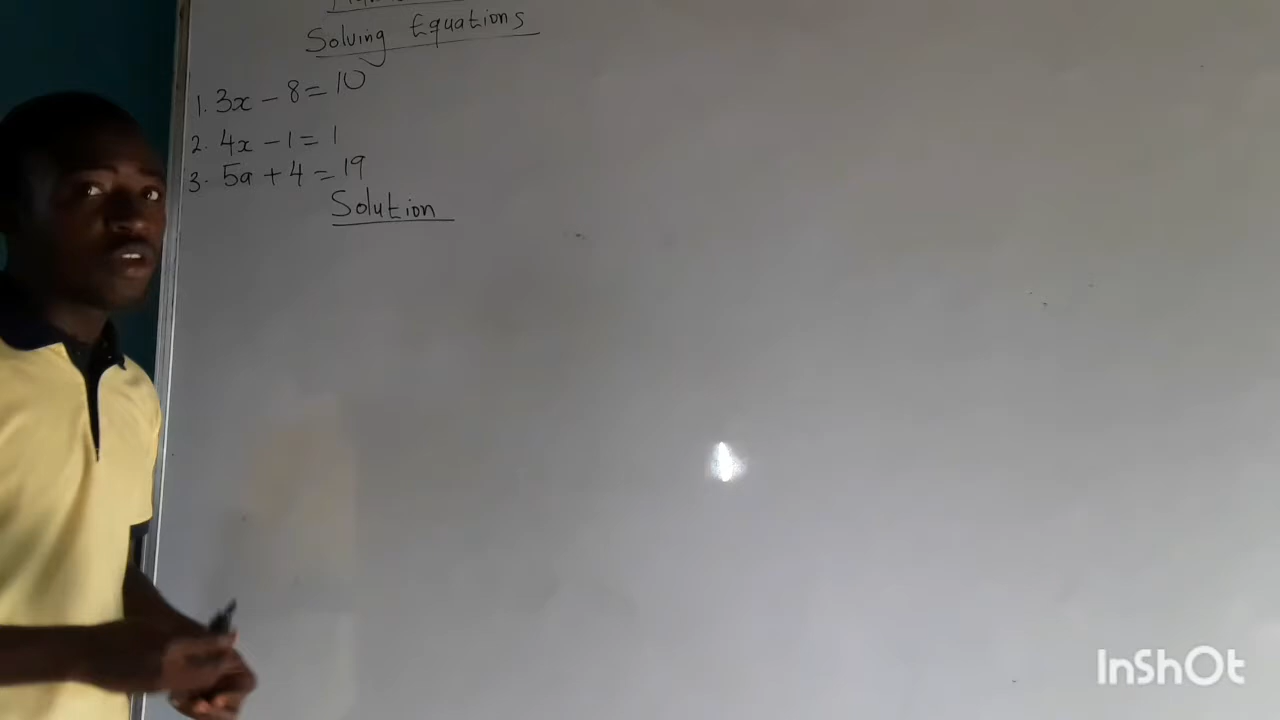 Solving Equations
1. 3x - 8 = 10
2. 4x - 1 = 1
3. 5a + 4 = 19
Solution
InShOt